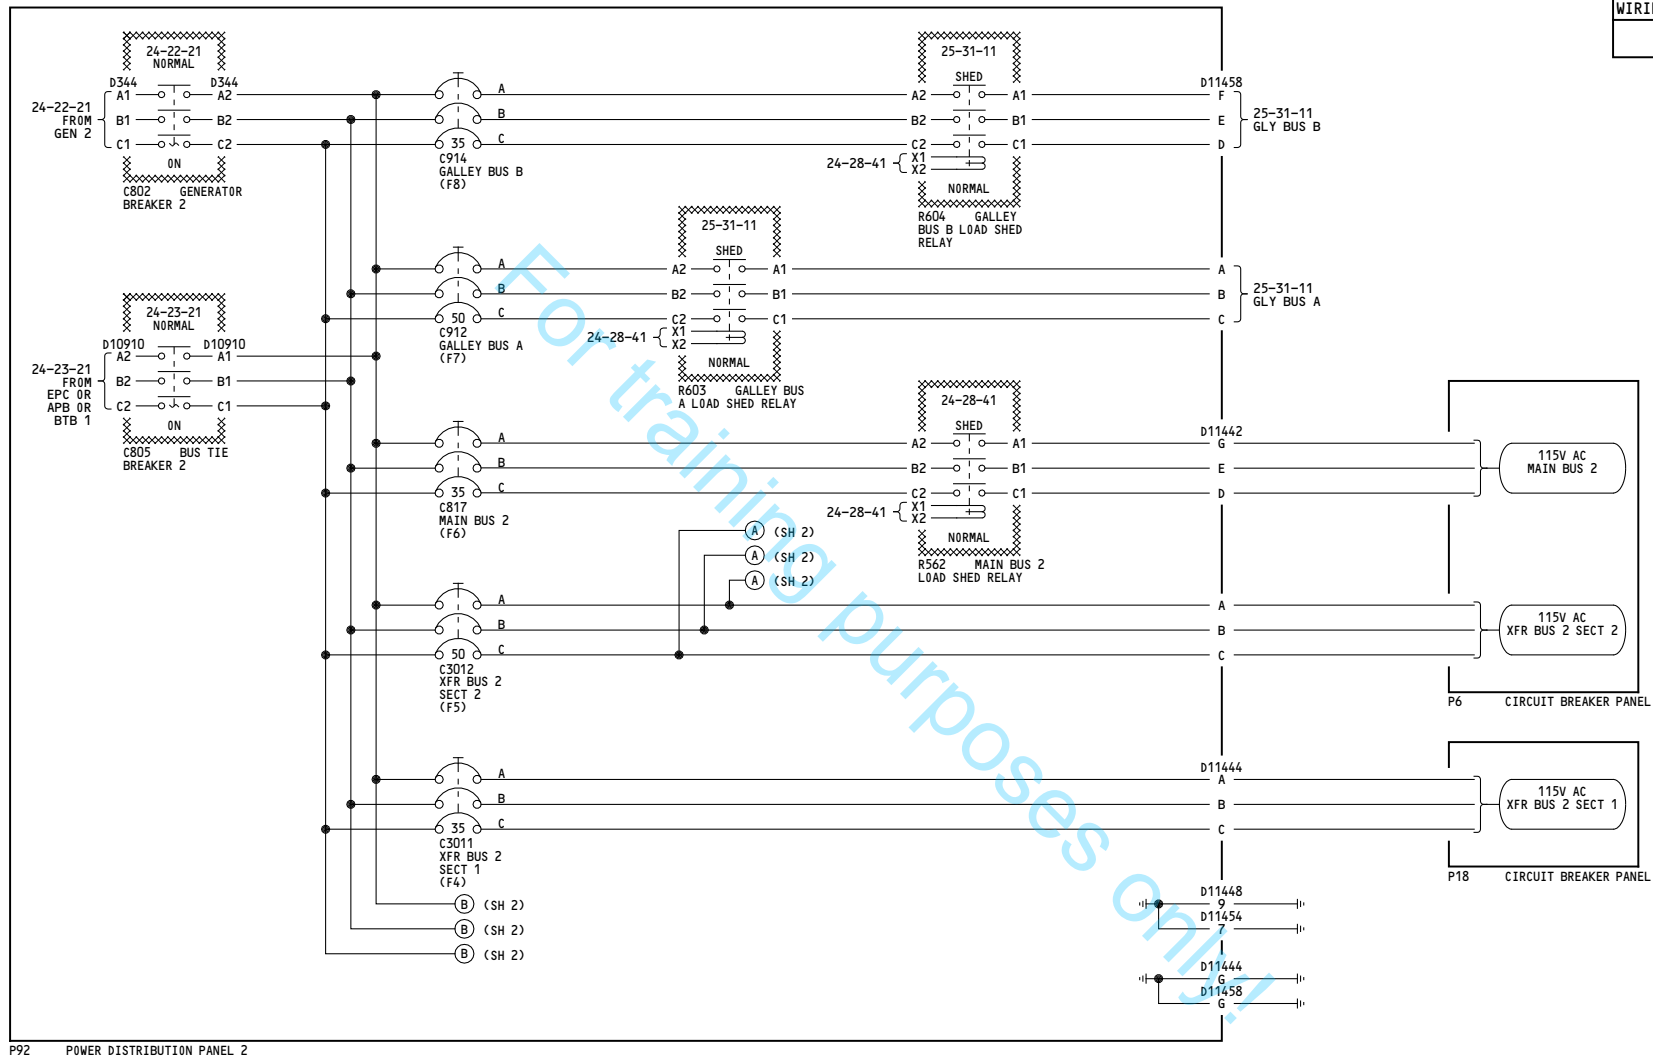 WIRI
24-22-21
NORMAL
D344 D344
A1 A2
24-22-21
FROM
GEN 2
B1 B2
C1 C2
ON
C802 GENERATOR
BREAKER 2
A
B
35 C
C914
GALLEY BUS B
(F8)
25-31-11
SHED
A2 A1
B2 B1
C2 C1
24-28-41 X1
X2
NORMAL
R604 GALLEY
BUS B LOAD SHED
RELAY
D11458
F
E
D
25-31-11
GLY BUS B
A
B
50 C
C912
GALLEY BUS A
(F7)
25-31-11
SHED
A2 A1
B2 B1
C2 C1
24-28-41 X1
X2
NORMAL
R603 GALLEY BUS
A LOAD SHED RELAY
A
B
C
25-31-11
GLY BUS A
24-23-21
NORMAL
D10910 D10910
A2 A1
24-23-21
FROM
EPC OR
APB OR
BTB 1
B2 B1
C2 C1
ON
C805 BUS TIE
BREAKER 2
A
B
35 C
C817
MAIN BUS 2
(F6)
24-28-41
SHED
A2 A1
B2 B1
C2 C1
24-28-41 X1
X2
NORMAL
R562 MAIN BUS 2
LOAD SHED RELAY
D11442
G
E
D
115V AC
MAIN BUS 2
A (SH 2)
A (SH 2)
A (SH 2)
A
B
50 C
C3012
XFR BUS 2
SECT 2
(F5)
A
B
C
115V AC
XFR BUS 2 SECT 2
P6 CIRCUIT BREAKER PANEL
A
B
35 C
C3011
XFR BUS 2
SECT 1
(F4)
D11444
A
B
C
115V AC
XFR BUS 2 SECT 1
P18 CIRCUIT BREAKER PANEL
B (SH 2)
B (SH 2)
B (SH 2)
D11448
9
D11454
7
D11444
G
D11458
G
P92 POWER DISTRIBUTION PANEL 2
For training purposes only!